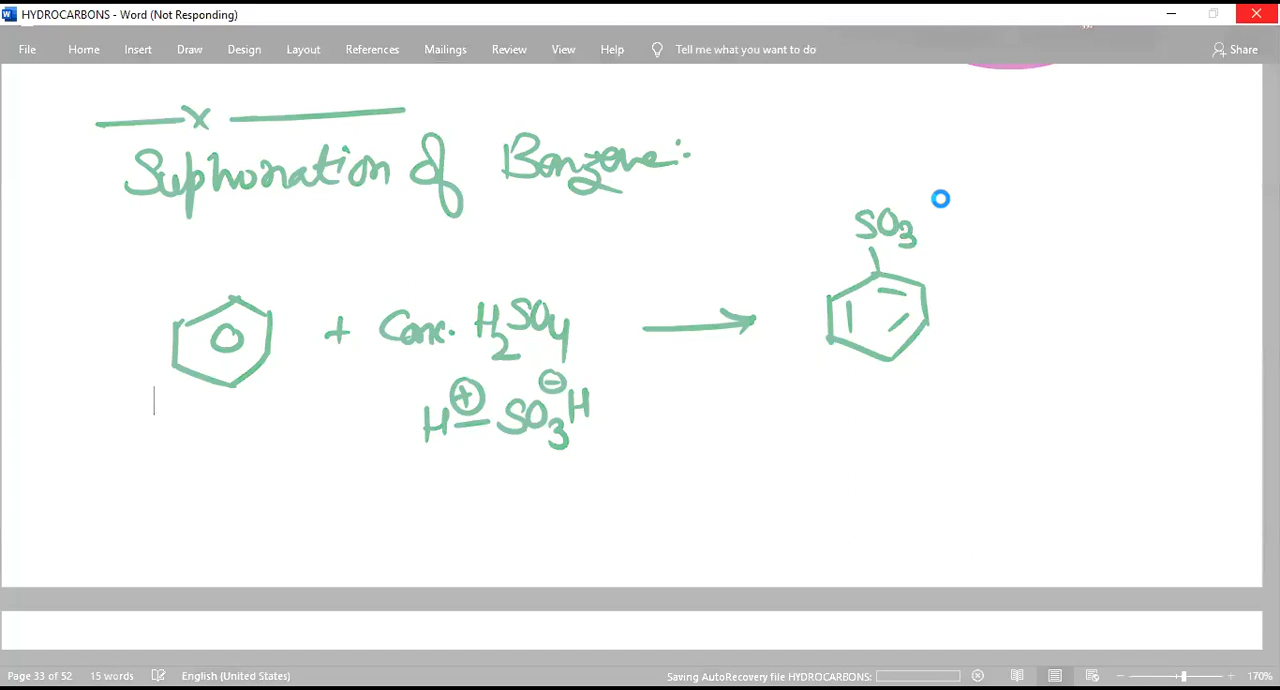 HYDROCARBONS - Word (Not Responding)
File Home Insert Draw Design Layout References Mailings Review View Help Tell me what you want to do Share
x
Suphonation of Benzene:
SO3
+ Conc. H2SO4
H⊕ SO3H ⊖
Page 33 of 52 15 words English (United States) Saving AutoRecovery file HYDROCARBONS: 170%